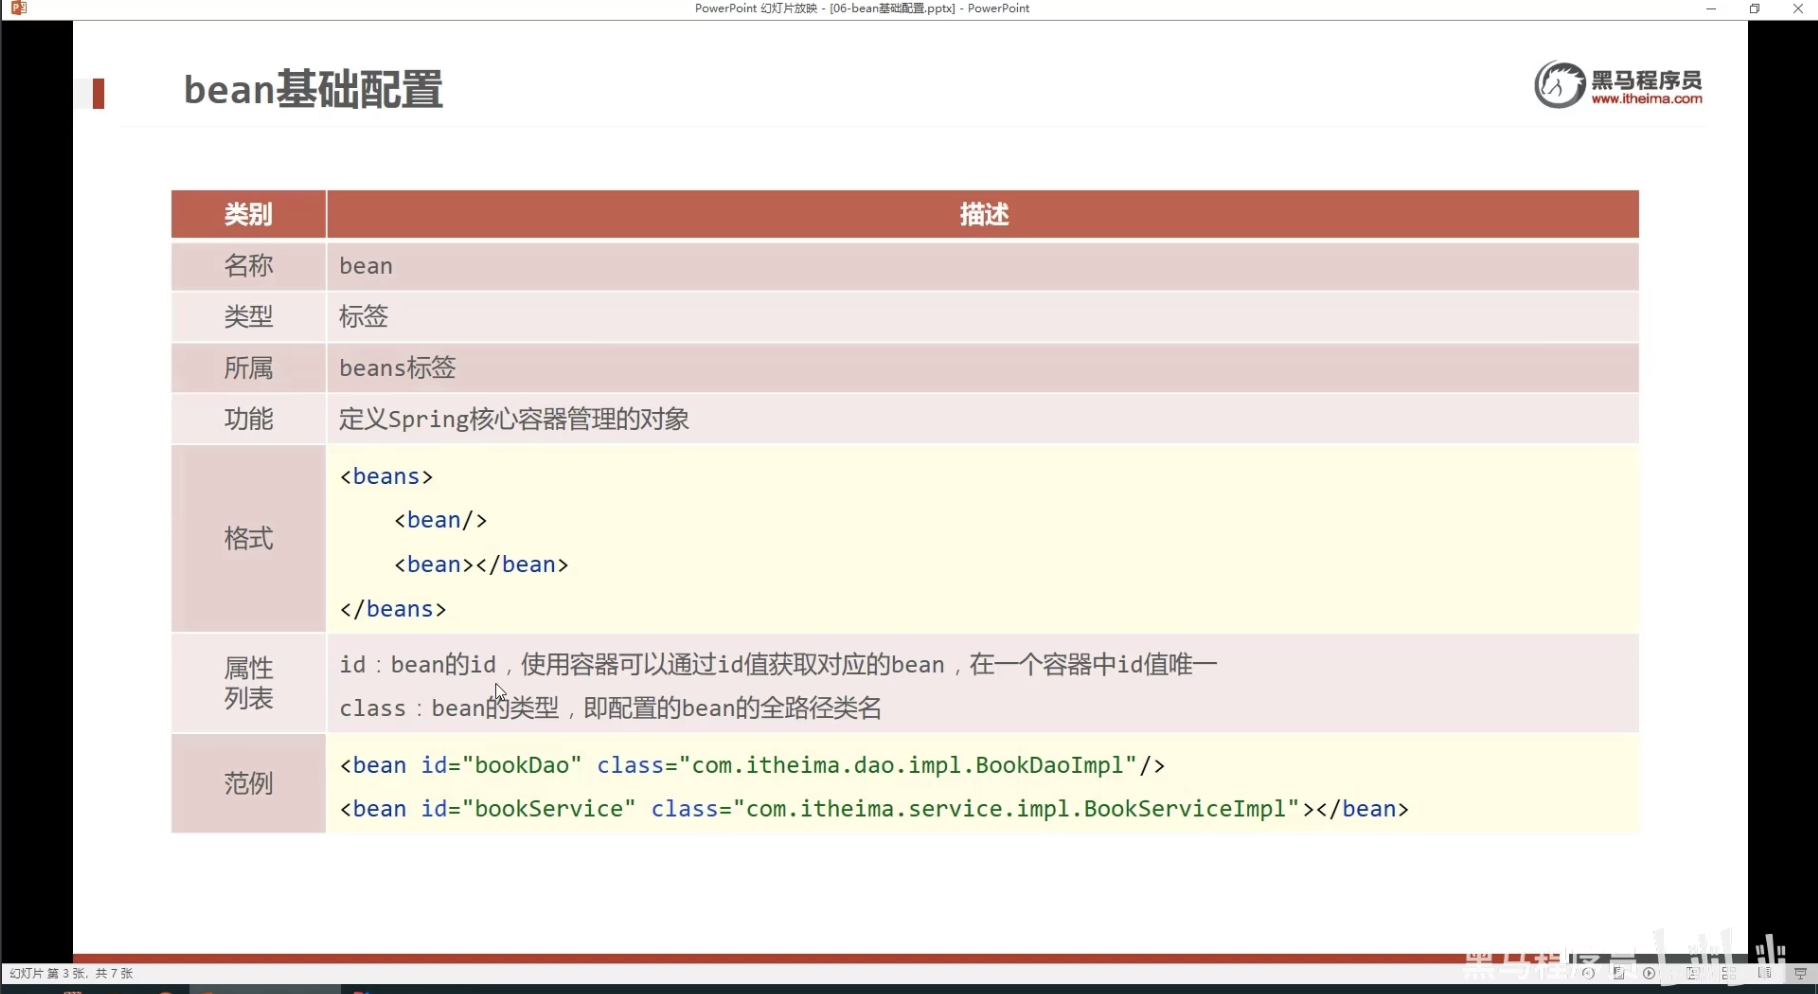 PowerPoint 幻灯片放映 - [06-bean基础配置.pptx] - PowerPoint
bean基础配置
黑马程序员
www.itheima.com
类别 描述
名称 bean
类型 标签
所属 beans标签
功能 定义Spring核心容器管理的对象
格式
<beans>
<bean/>
<bean></bean>
</beans>
属性
列表
id：bean的id，使用容器可以通过id值获取对应的bean，在一个容器中id值唯一
class：bean的类型，即配置的bean的全路径类名
范例
<bean id="bookDao" class="com.itheima.dao.impl.BookDaoImpl"/>
<bean id="bookService" class="com.itheima.service.impl.BookServiceImpl"></bean>
黑马程序员
幻灯片 第 3 张，共 7 张